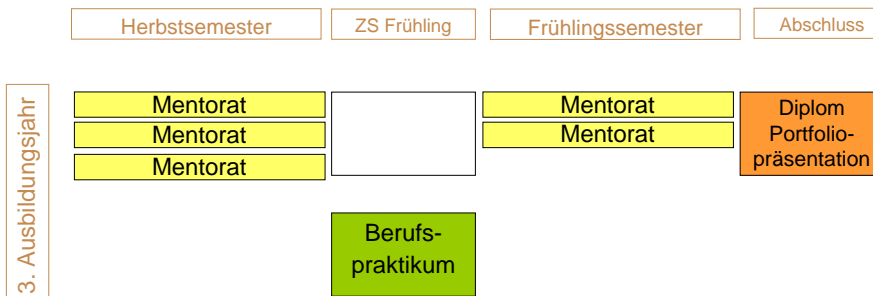 Herbstsemester
ZS Frühling
Frühlingssemester
Abschluss
3. Ausbildungsjahr
Mentorat
Mentorat
Mentorat
Mentorat
Mentorat
Diplom
Portfolio-
präsentation
Berufs-
praktikum